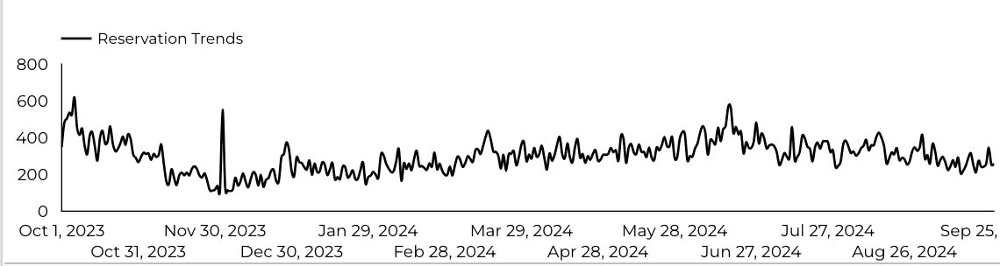 Reservation Trends
800
600
400
200
0
Oct 1, 2023 Nov 30, 2023 Jan 29, 2024 Mar 29, 2024 May 28, 2024 Jul 27, 2024 Sep 25,
Oct 31, 2023 Dec 30, 2023 Feb 28, 2024 Apr 28, 2024 Jun 27, 2024 Aug 26, 2024